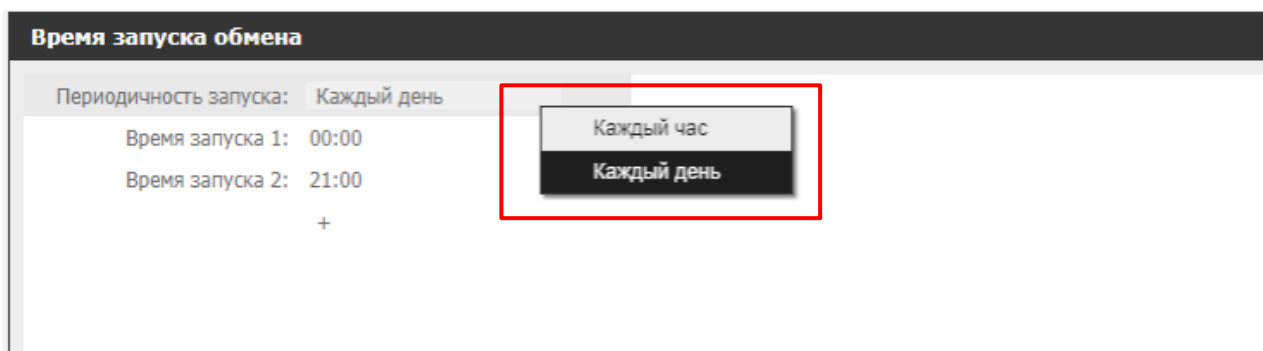 Время запуска обмена
Периодичность запуска: Каждый день
Каждый час
Время запуска 1: 00:00
Каждый день
Время запуска 2: 21:00
+